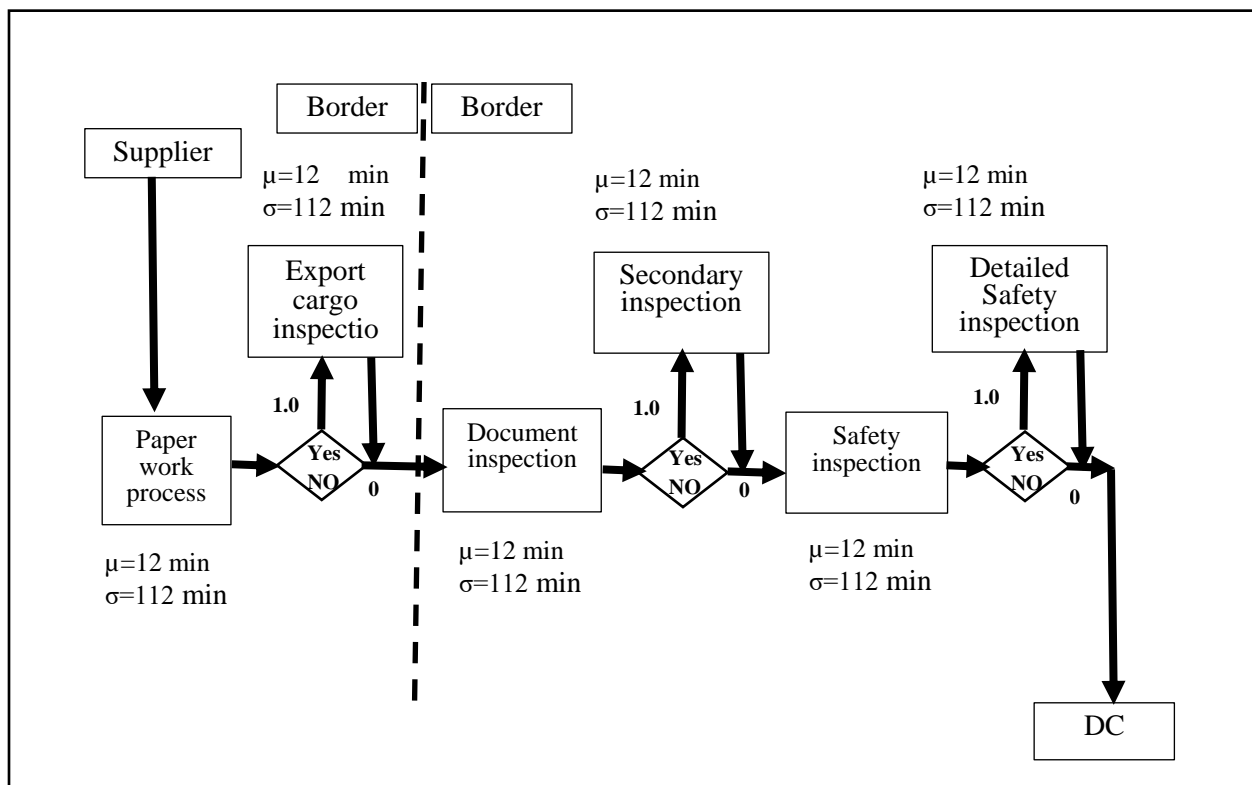 Border
Border
Supplier
µ=12 min
σ=112 min
µ=12 min
σ=112 min
µ=12 min
σ=112 min
Export
cargo
inspectio
Secondary
inspection
Detailed
Safety
inspection
1.0
1.0
1.0
Paper
work
process
Yes
NO
0
Document
inspection
Yes
NO
0
Safety
inspection
Yes
NO
0
µ=12 min
σ=112 min
µ=12 min
σ=112 min
µ=12 min
σ=112 min
DC